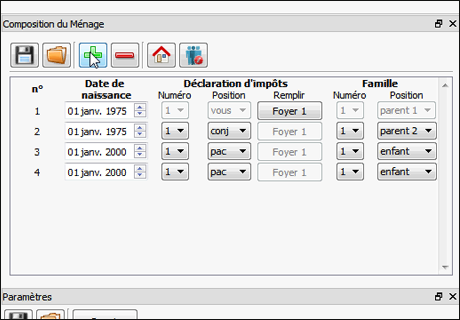 Composition du Ménage
n° Date de naissance Déclaration d'impôts Famille
Numéro Position Remplir Numéro Position
1 01 janv. 1975 1 vous Foyer 1 1 parent 1
2 01 janv. 1975 1 conj Foyer 1 1 parent 2
3 01 janv. 2000 1 pac Foyer 1 1 enfant
4 01 janv. 2000 1 pac Foyer 1 1 enfant
Paramètres